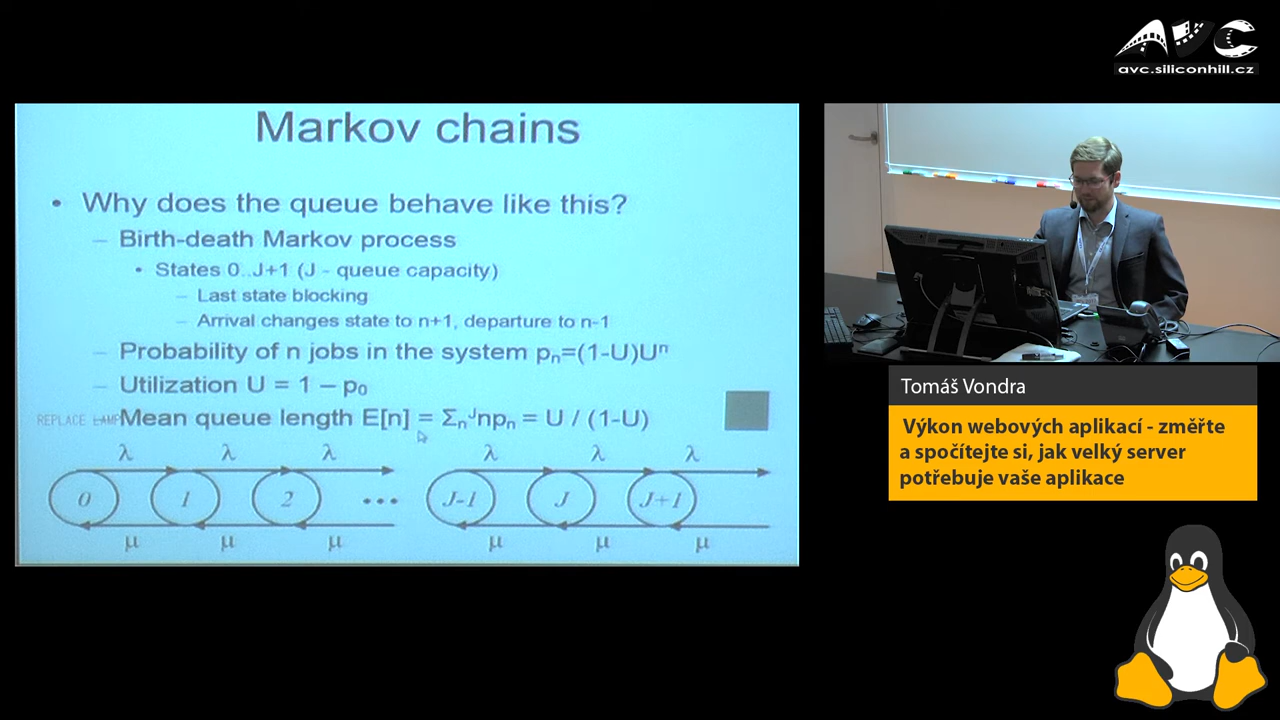 AVC
avc.siliconhill.cz
Markov chains
• Why does the queue behave like this?
– Birth-death Markov process
• States 0..J+1 (J - queue capacity)
– Last state blocking
– Arrival changes state to n+1, departure to n-1
– Probability of n jobs in the system pₙ=(1-U)Uⁿ
– Utilization U = 1 – p₀
REPLACE LAMP
– Mean queue length E[n] = Σₙᴶnpₙ = U / (1-U)
λ λ λ λ λ λ
0 1 2 ••• J-1 J J+1
μ μ μ μ μ μ
Tomáš Vondra
Výkon webových aplikací - změřte
a spočítejte si, jak velký server
potřebuje vaše aplikace